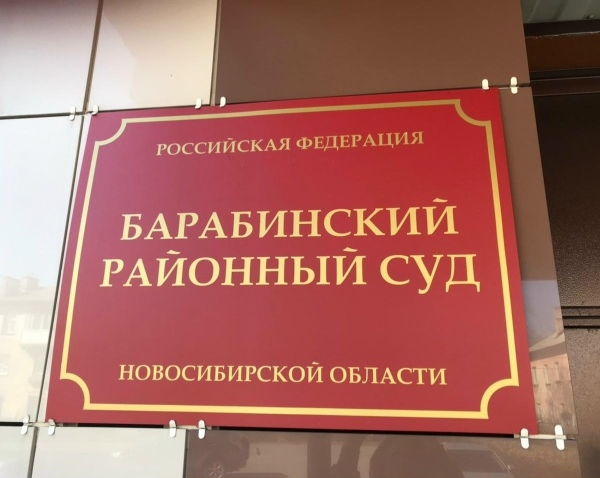 РОССИЙСКАЯ ФЕДЕРАЦИЯ
БАРАБИНСКИЙ
РАЙОННЫЙ СУД
НОВОСИБИРСКОЙ ОБЛАСТИ